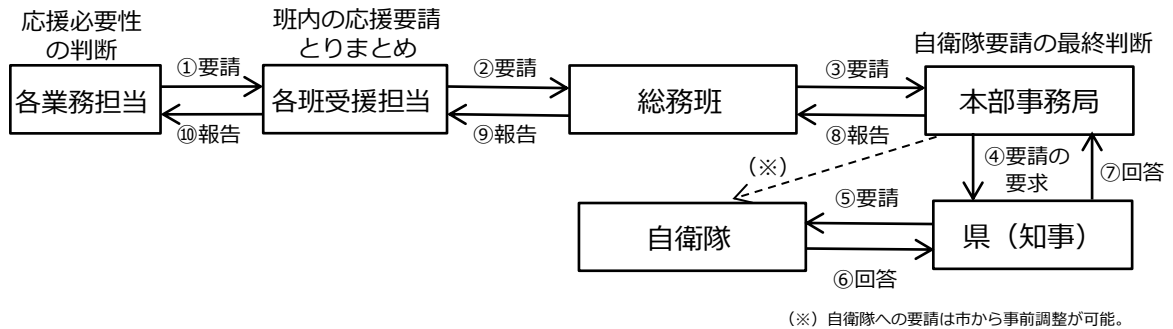 応援必要性
の判断
班内の応援要請
とりまとめ
自衛隊要請の最終判断
各業務担当
①要請
⑩報告
各班受援担当
②要請
⑨報告
総務班
③要請
⑧報告
本部事務局
(※)
④要請の
要求
⑦回答
自衛隊
⑤要請
⑥回答
県(知事)
(※)自衛隊への要請は市から事前調整が可能。